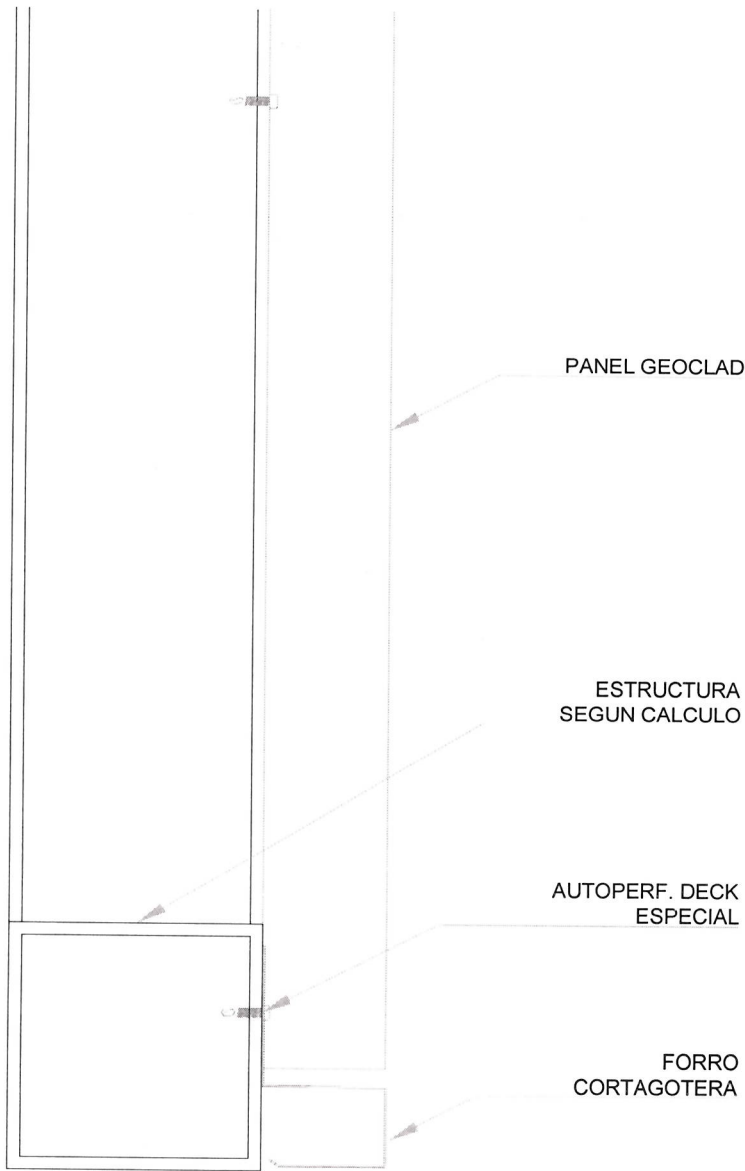 PANEL GEOCLAD
ESTRUCTURA
SEGUN CALCULO
AUTOPERF. DECK
ESPECIAL
FORRO
CORTAGOTERA